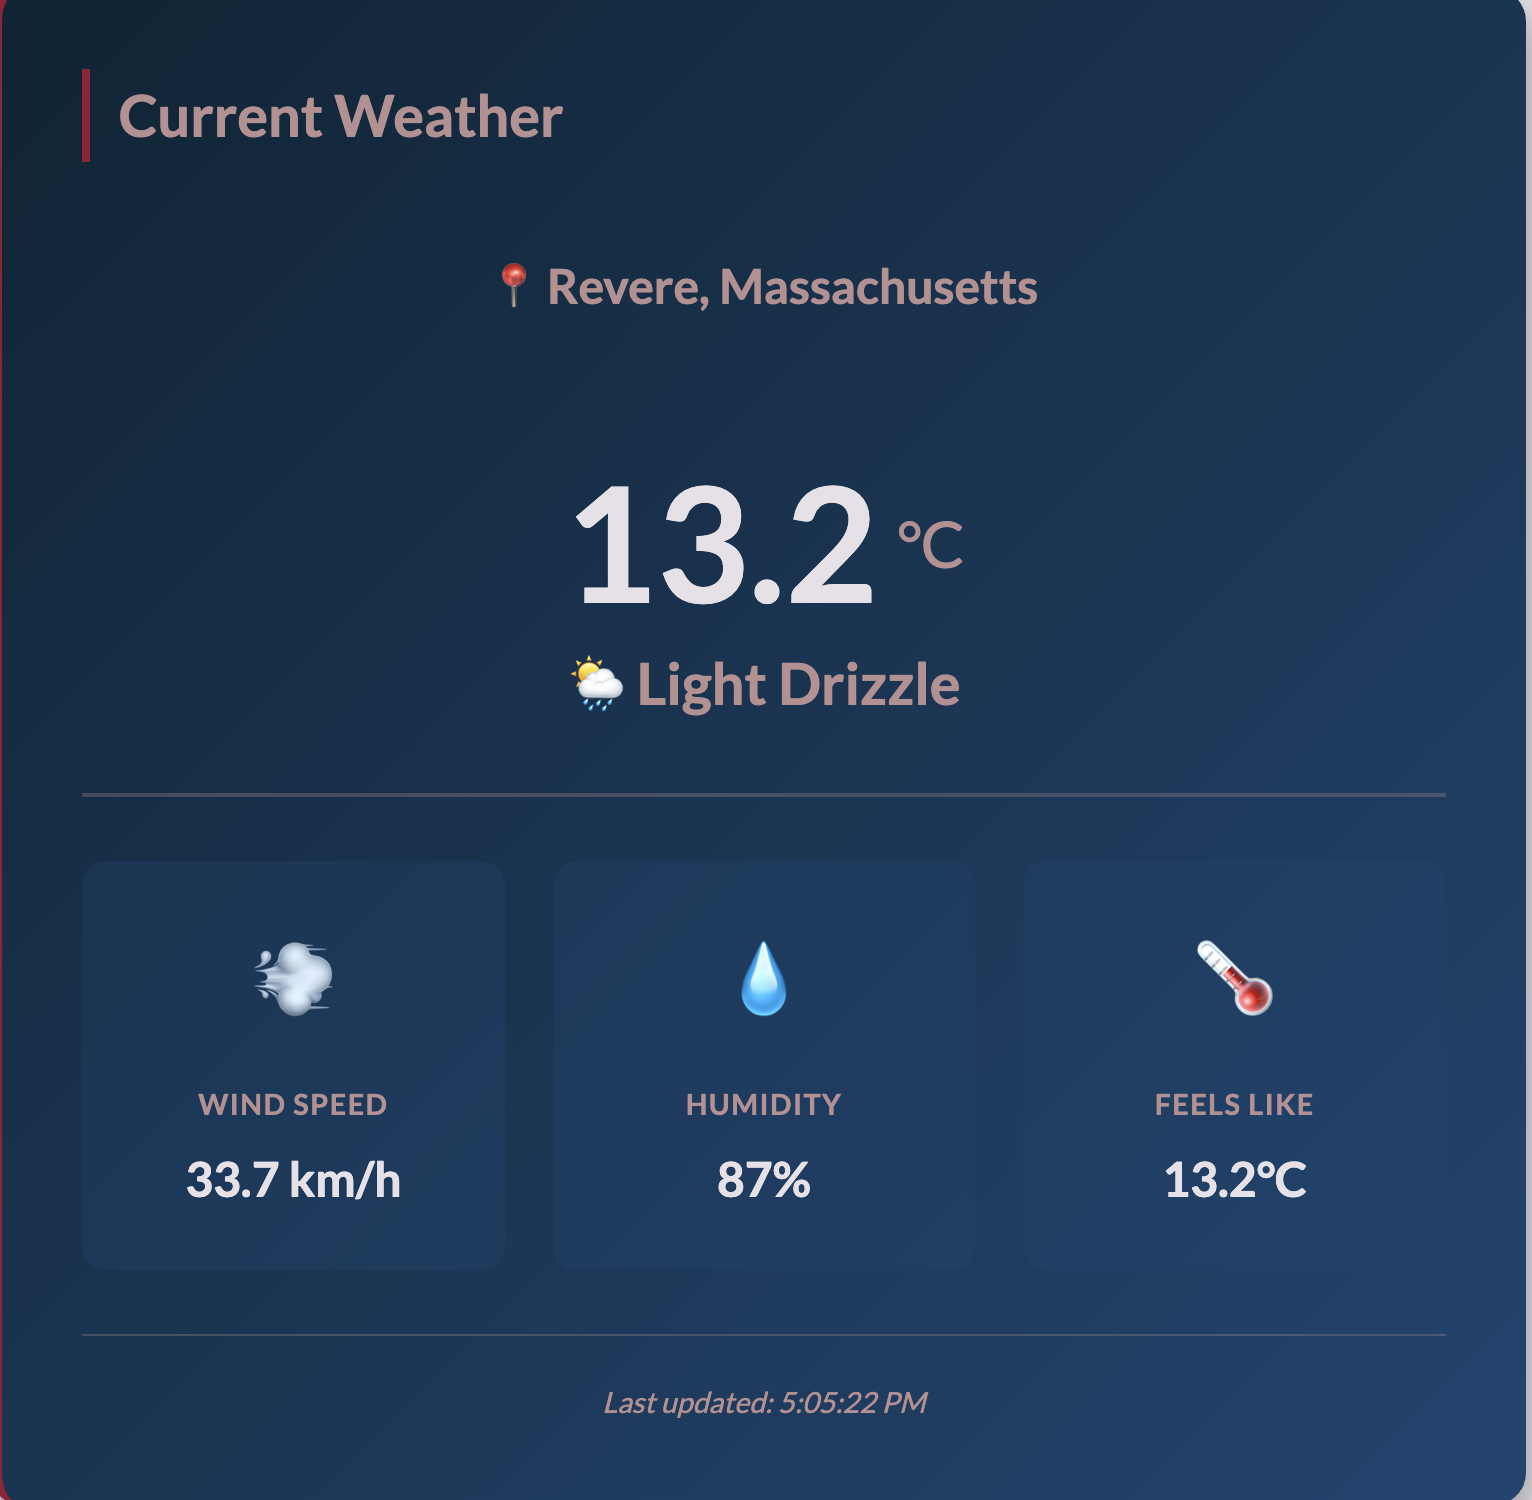 Current Weather
Revere, Massachusetts
13.2 °C
Light Drizzle
WIND SPEED
33.7 km/h
HUMIDITY
87%
FEELS LIKE
13.2°C
Last updated: 5:05:22 PM